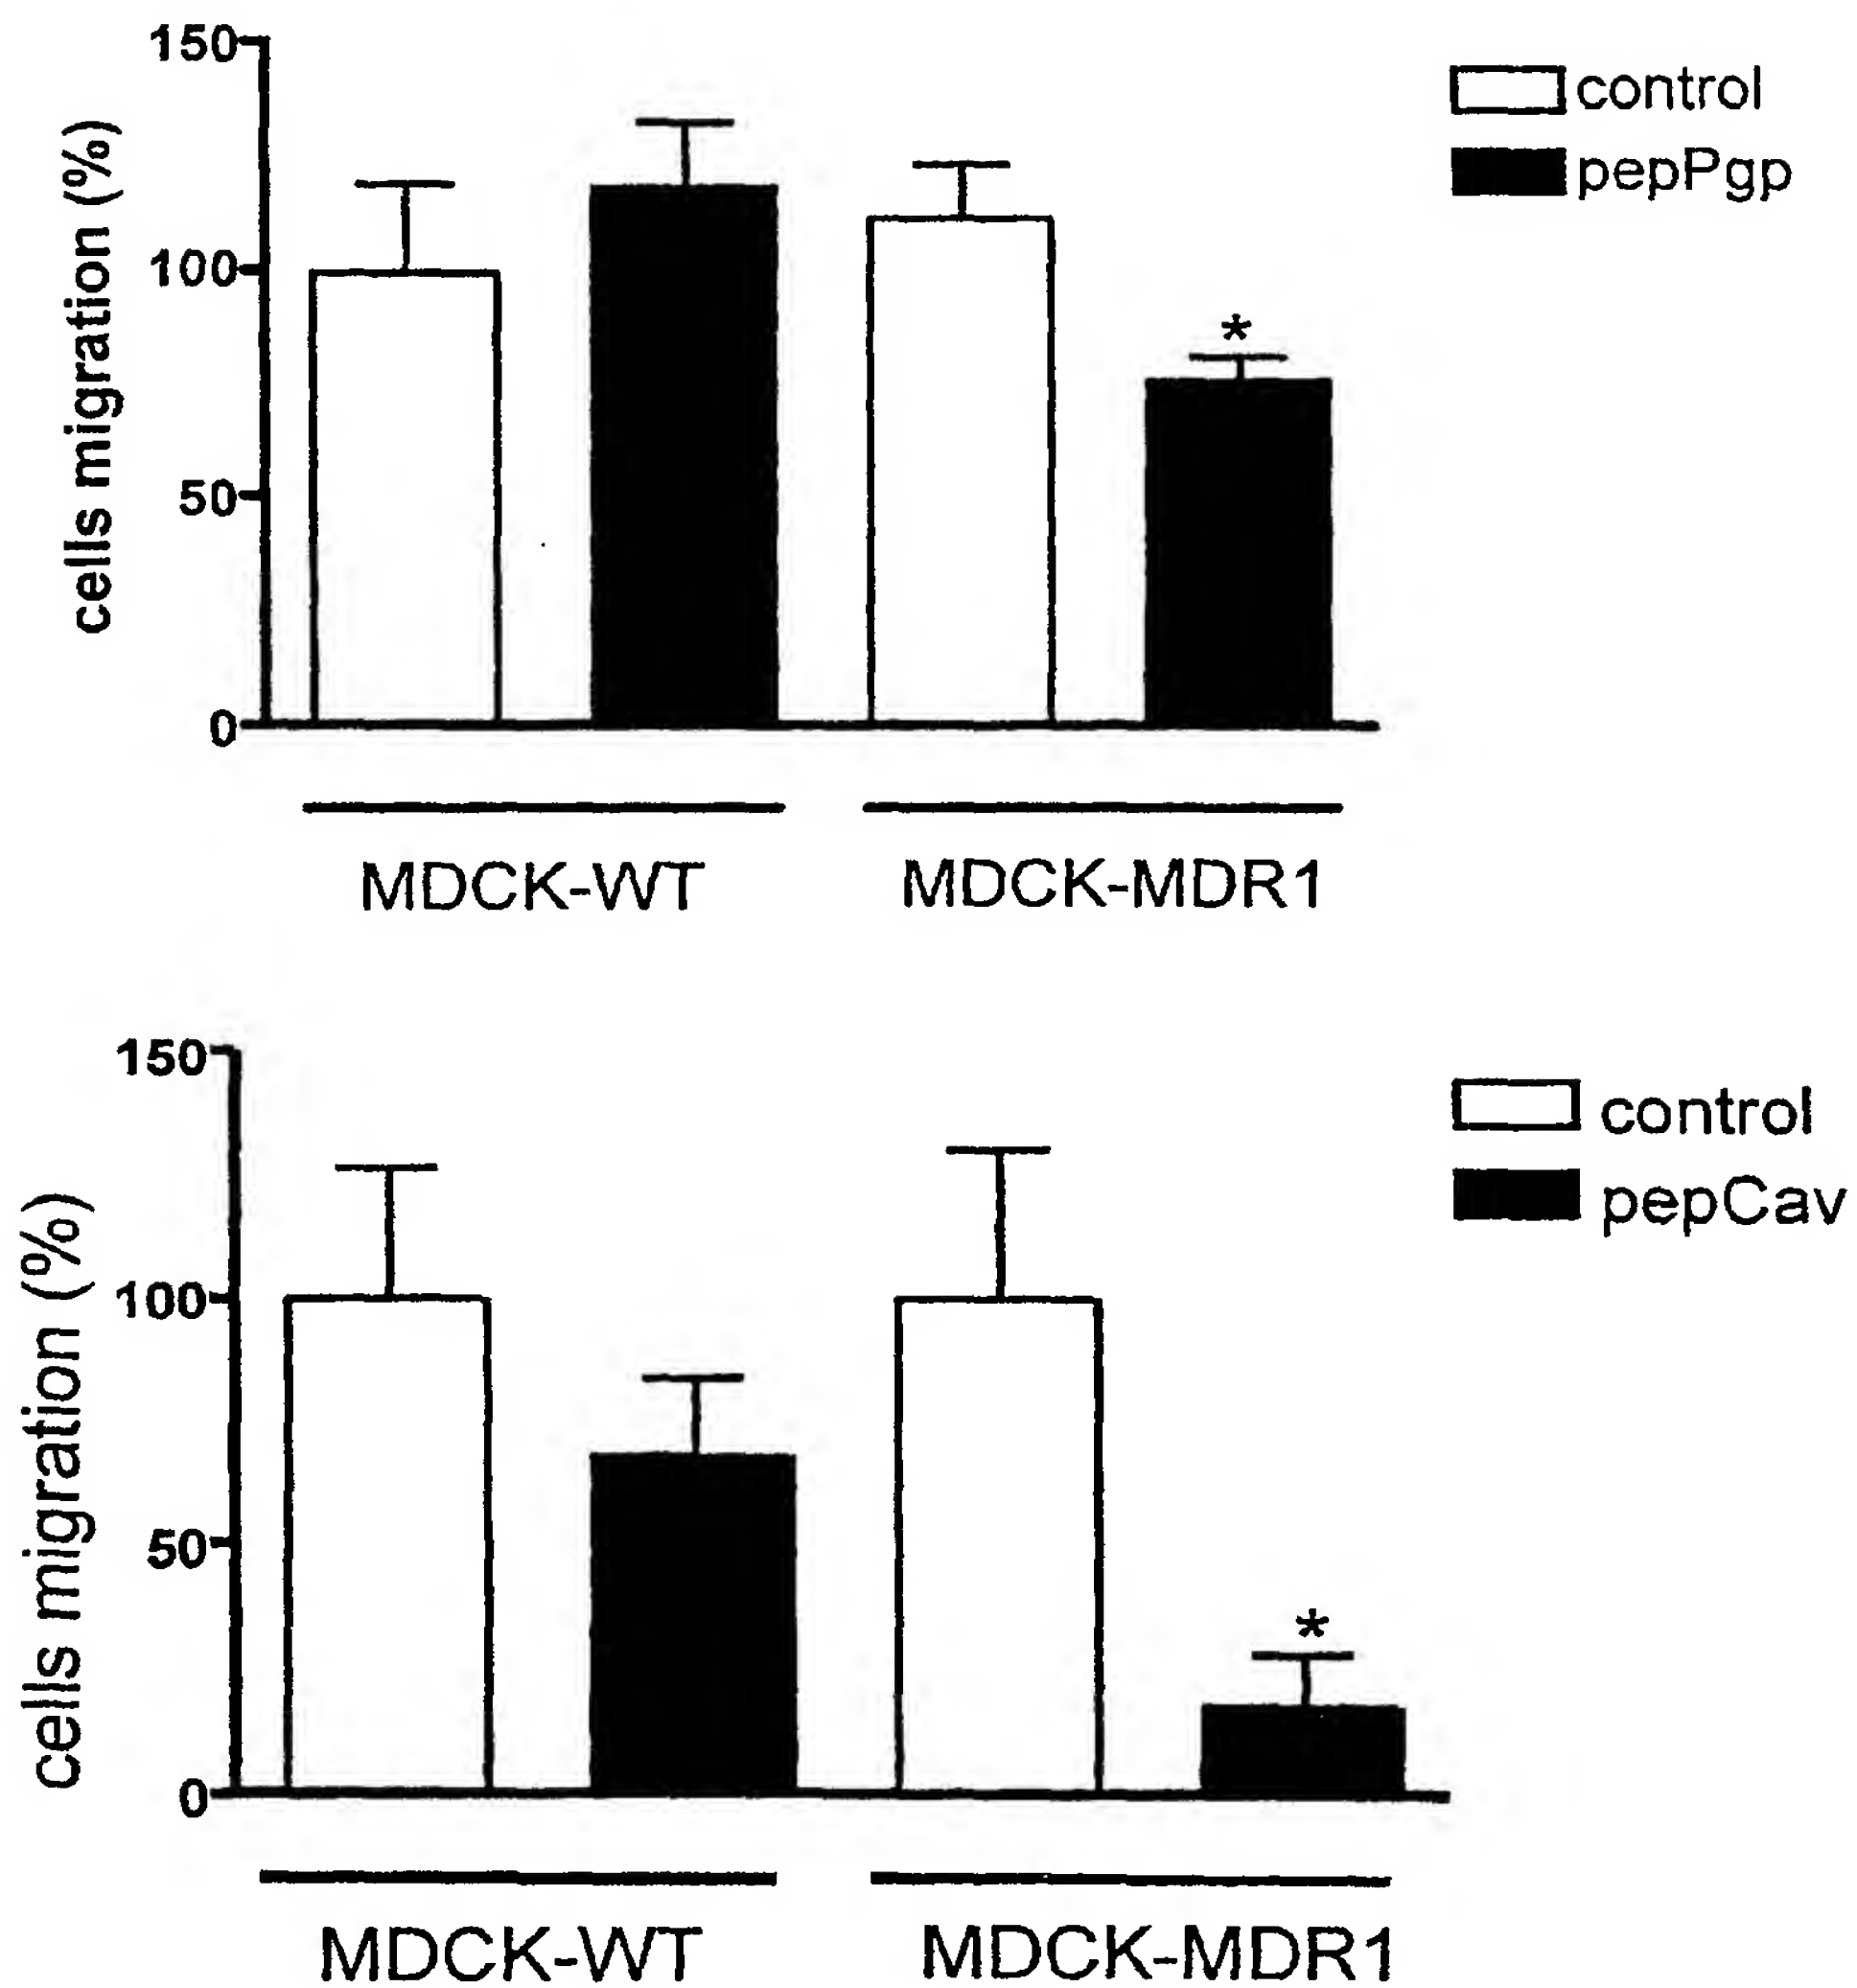 150
100
50
0
cells migration (%)
control
pepPgp
*
MDCK-WT
MDCK-MDR1
150
100
50
0
cells migration (%)
control
pepCav
*
MDCK-WT
MDCK-MDR1